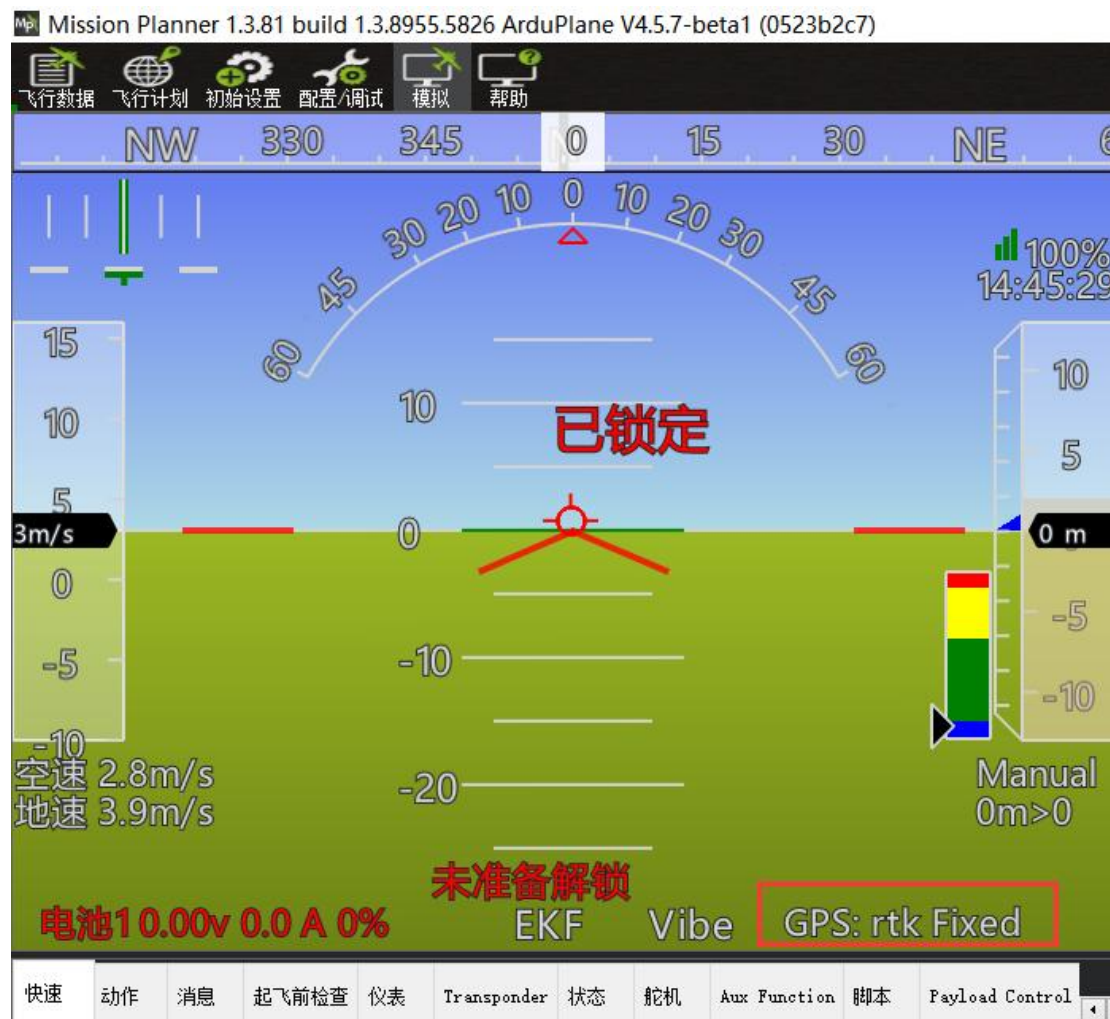 Mission Planner 1.3.81 build 1.3.8955.5826 ArduPlane V4.5.7-beta1 (0523b2c7)
飞行数据 飞行计划 初始设置 配置/调试 模拟 帮助
NW 330 345 0 15 30 NE
60 45 30 20 10 0 10 20 30 45 60
100%
14:45:29
15
10
5
3m/s
0
-5
-10
10
0
-10
-20
已锁定
10
5
0 m
-5
-10
空速 2.8m/s
地速 3.9m/s
Manual
0m>0
未准备解锁
电池1 0.00v 0.0 A 0% EKF Vibe GPS: rtk Fixed
快速 动作 消息 起飞前检查 仪表 Transponder 状态 舵机 Aux Function 脚本 Payload Control